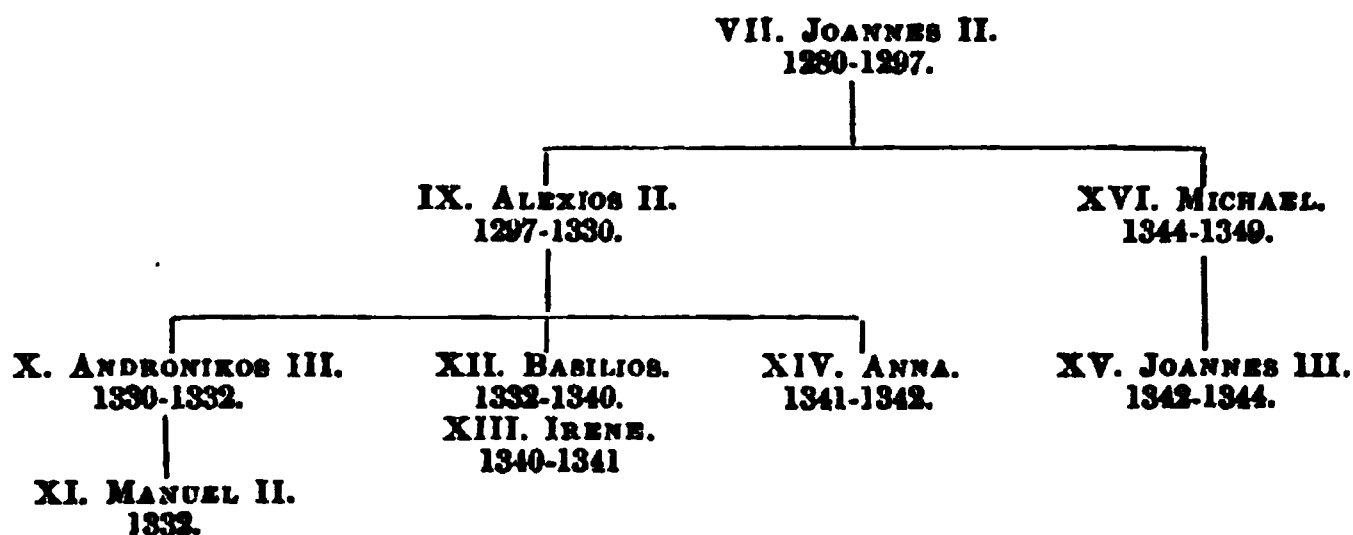 VII. JOANNES II.
1280-1297.
IX. ALEXIOS II.
1297-1330.
XVI. MICHAEL.
1344-1349.
X. ANDRONIKOS III.
1330-1332.
XII. BASILIOS.
1332-1340.
XIII. IRENE.
1340-1341
XIV. ANNA.
1341-1342.
XV. JOANNES III.
1342-1344.
XI. MANUEL II.
1332.